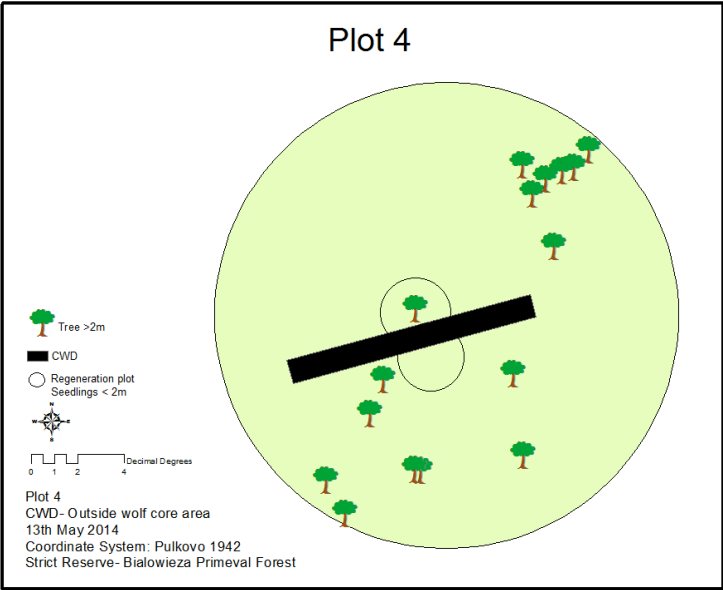 Plot 4
Tree >2m
CWD
Regeneration plot
Seedlings < 2m
N
W E
S
Decimal Degrees
0 1 2 4
Plot 4
CWD- Outside wolf core area
13th May 2014
Coordinate System: Pulkovo 1942
Strict Reserve- Bialowieza Primeval Forest